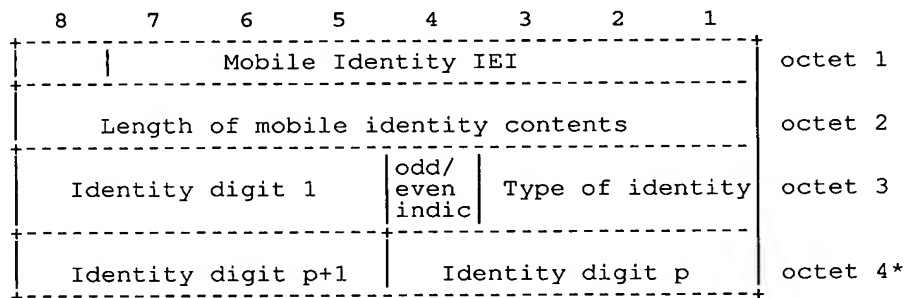 8 7 6 5 4 3 2 1
Mobile Identity IEI octet 1
Length of mobile identity contents octet 2
odd/
Identity digit 1 even Type of identity octet 3
indic
Identity digit p+1 Identity digit p octet 4*